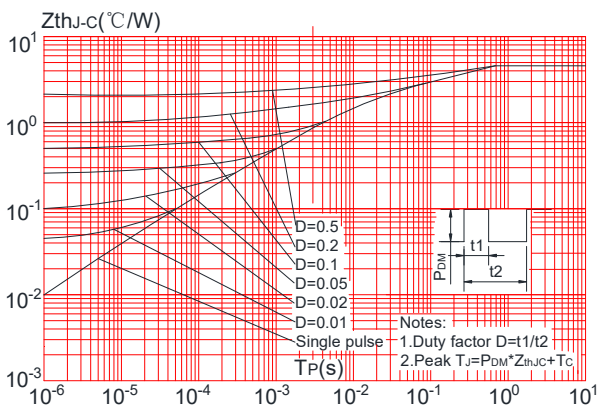 ZthJ-C(℃/W)
10¹
10⁰
10⁻¹
10⁻²
10⁻³
D=0.5
D=0.2
D=0.1
D=0.05
D=0.02
D=0.01
Single pulse
TP(s)
PDM
t1
t2
Notes:
1.Duty factor D=t1/t2
2.Peak TJ=PDM*ZthJC+TC
10⁻⁶ 10⁻⁵ 10⁻⁴ 10⁻³ 10⁻² 10⁻¹ 10⁰ 10¹